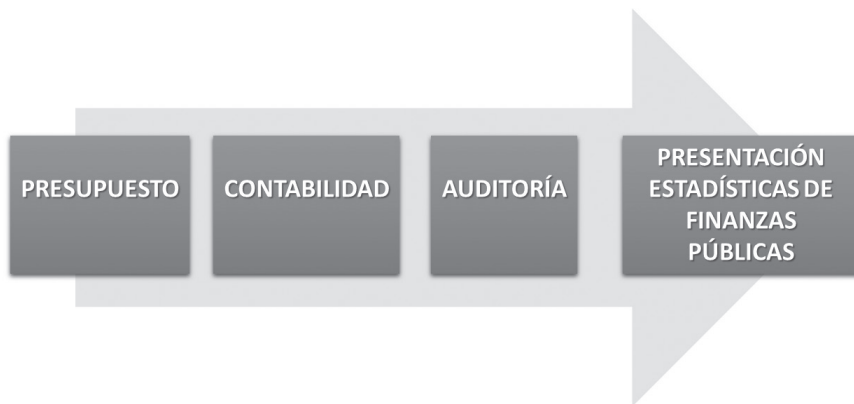 PRESUPUESTO
CONTABILIDAD
AUDITORÍA
PRESENTACIÓN
ESTADÍSTICAS DE
FINANZAS
PÚBLICAS